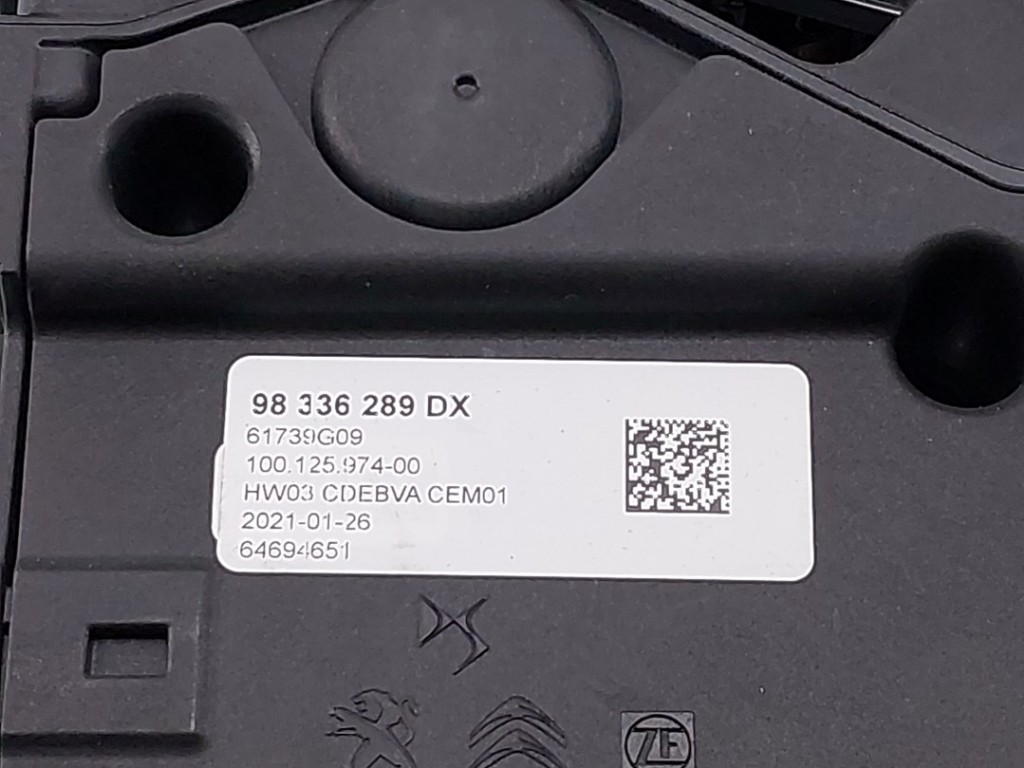 98 336 289 DX
61739G09
100.125.974-00
HW03 CDEBVA CEM01
2021-01-26
64694651
ZF